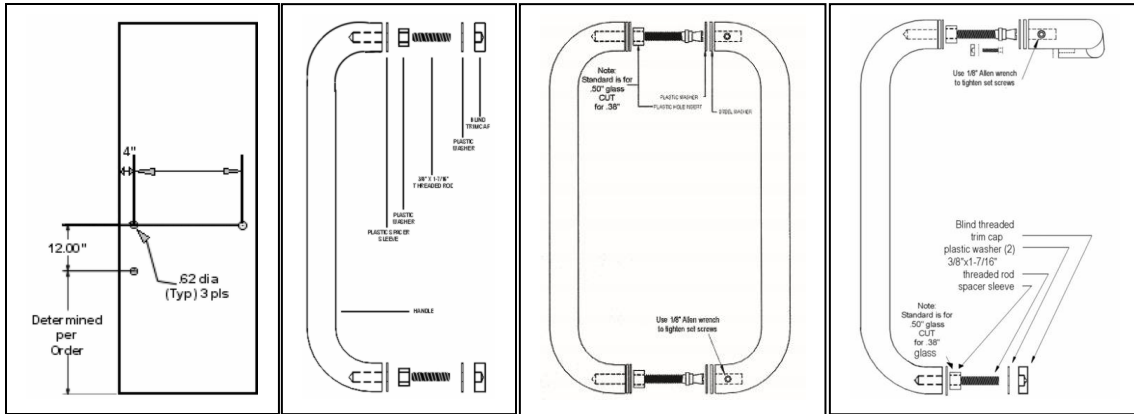 4"
12.00"
.62 dia
(Typ) 3 pls
Determined
per
Order
BLIND
TRIMCAP
PLASTIC
WASHER
3/8" X 1-7/16"
THREADED ROD
PLASTIC
WASHER
PLASTIC SPACER
SLEEVE
HANDLE
Note:
Standard is for
.50" glass
CUT
for .38"
PLASTIC WASHER
PLASTIC HOLE INSERT
STEEL WASHER
Use 1/8" Allen wrench
to tighten set screws
Use 1/8" Allen wrench
to tighten set screws
Blind threaded
trim cap
plastic washer (2)
3/8"x1-7/16"
threaded rod
spacer sleeve
Note:
Standard is for
.50" glass
CUT
for .38"
glass